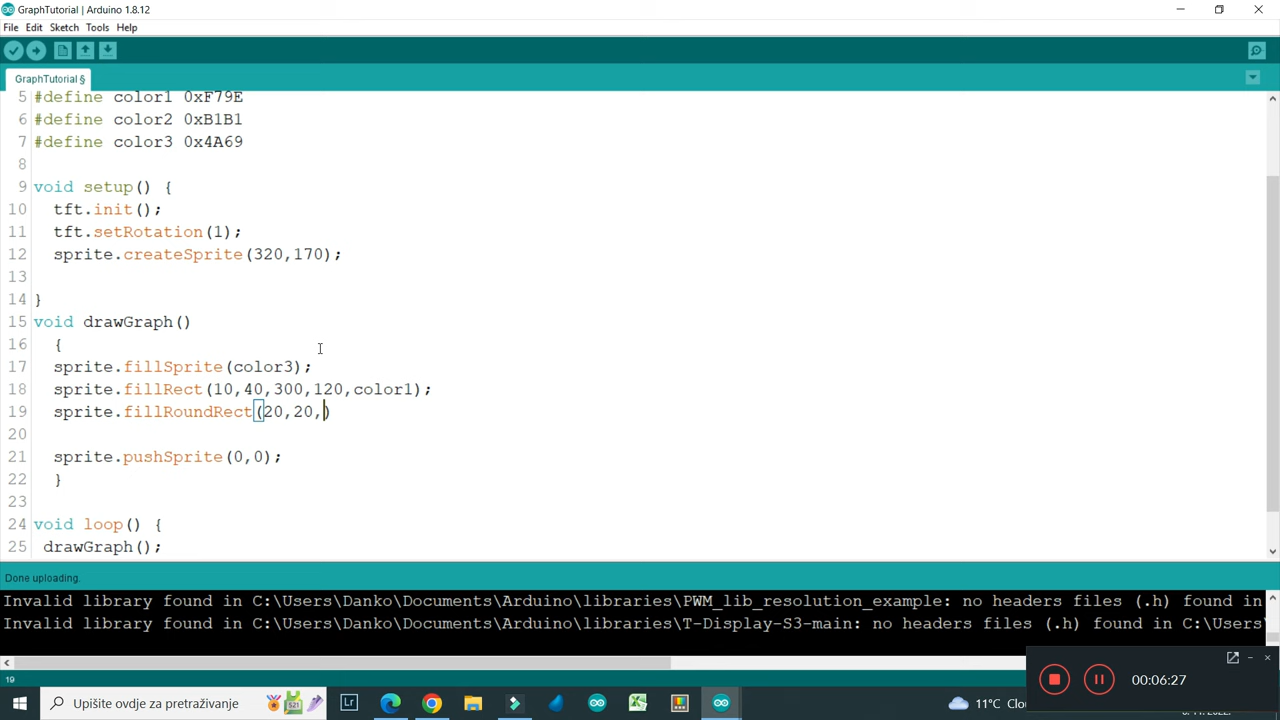 GraphTutorial | Arduino 1.8.12
File Edit Sketch Tools Help
GraphTutorial §
5 #define color1 0xF79E
6 #define color2 0xB1B1
7 #define color3 0x4A69
8
9 void setup() {
10 tft.init();
11 tft.setRotation(1);
12 sprite.createSprite(320,170);
13
14 }
15 void drawGraph()
16 {
17 sprite.fillSprite(color3);
18 sprite.fillRect(10,40,300,120,color1);
19 sprite.fillRoundRect(20,20,)
20
21 sprite.pushSprite(0,0);
22 }
23
24 void loop() {
25 drawGraph();
Done uploading.
Invalid library found in C:\Users\Danko\Documents\Arduino\libraries\PWM_lib_resolution_example: no headers files (.h) found in
Invalid library found in C:\Users\Danko\Documents\Arduino\libraries\T-Display-S3-main: no headers files (.h) found in C:\Users\
19
00:06:27
Upišite ovdje za pretraživanje
521
Lr
11°C Clou